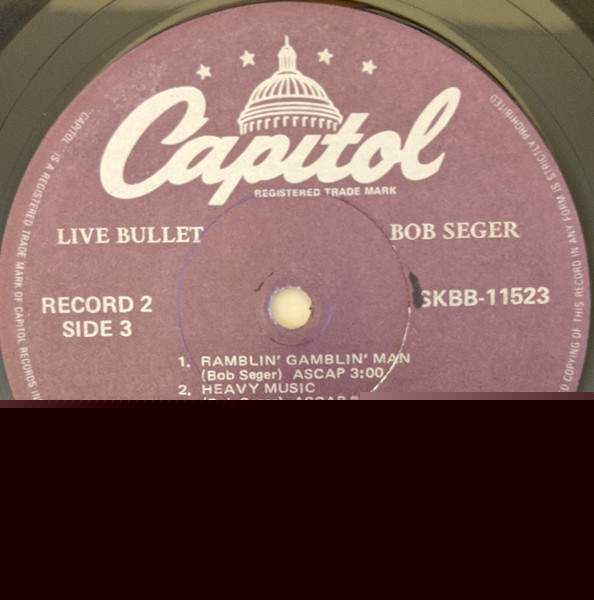 Capitol
REGISTERED TRADE MARK
LIVE BULLET
BOB SEGER
RECORD 2
SIDE 3
SKBB-11523
1. RAMBLIN' GAMBLIN' MAN
(Bob Seger) ASCAP 3:00
2. HEAVY MUSIC
CAPITOL IS A REGISTERED TRADE MARK OF CAPITOL RECORDS
COPYING OF THIS RECORD IN ANY FORM IS STRICTLY PROHIBITED